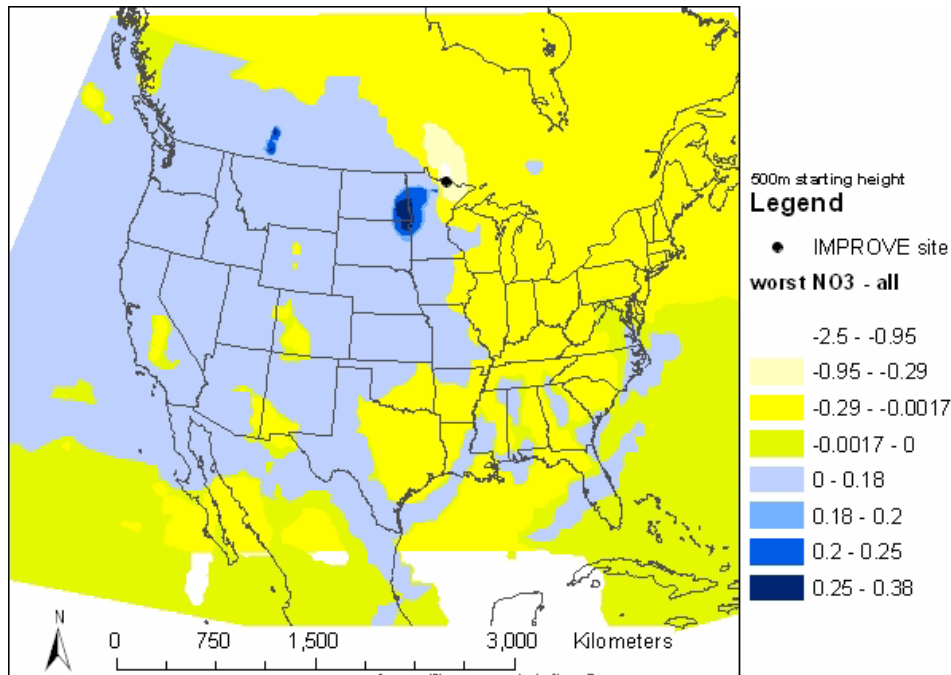 500m starting height
Legend
IMPROVE site
worst NO3 - all
-2.5 - -0.95
-0.95 - -0.29
-0.29 - -0.0017
-0.0017 - 0
0 - 0.18
0.18 - 0.2
0.2 - 0.25
0.25 - 0.38
N
0 750 1,500 3,000 Kilometers